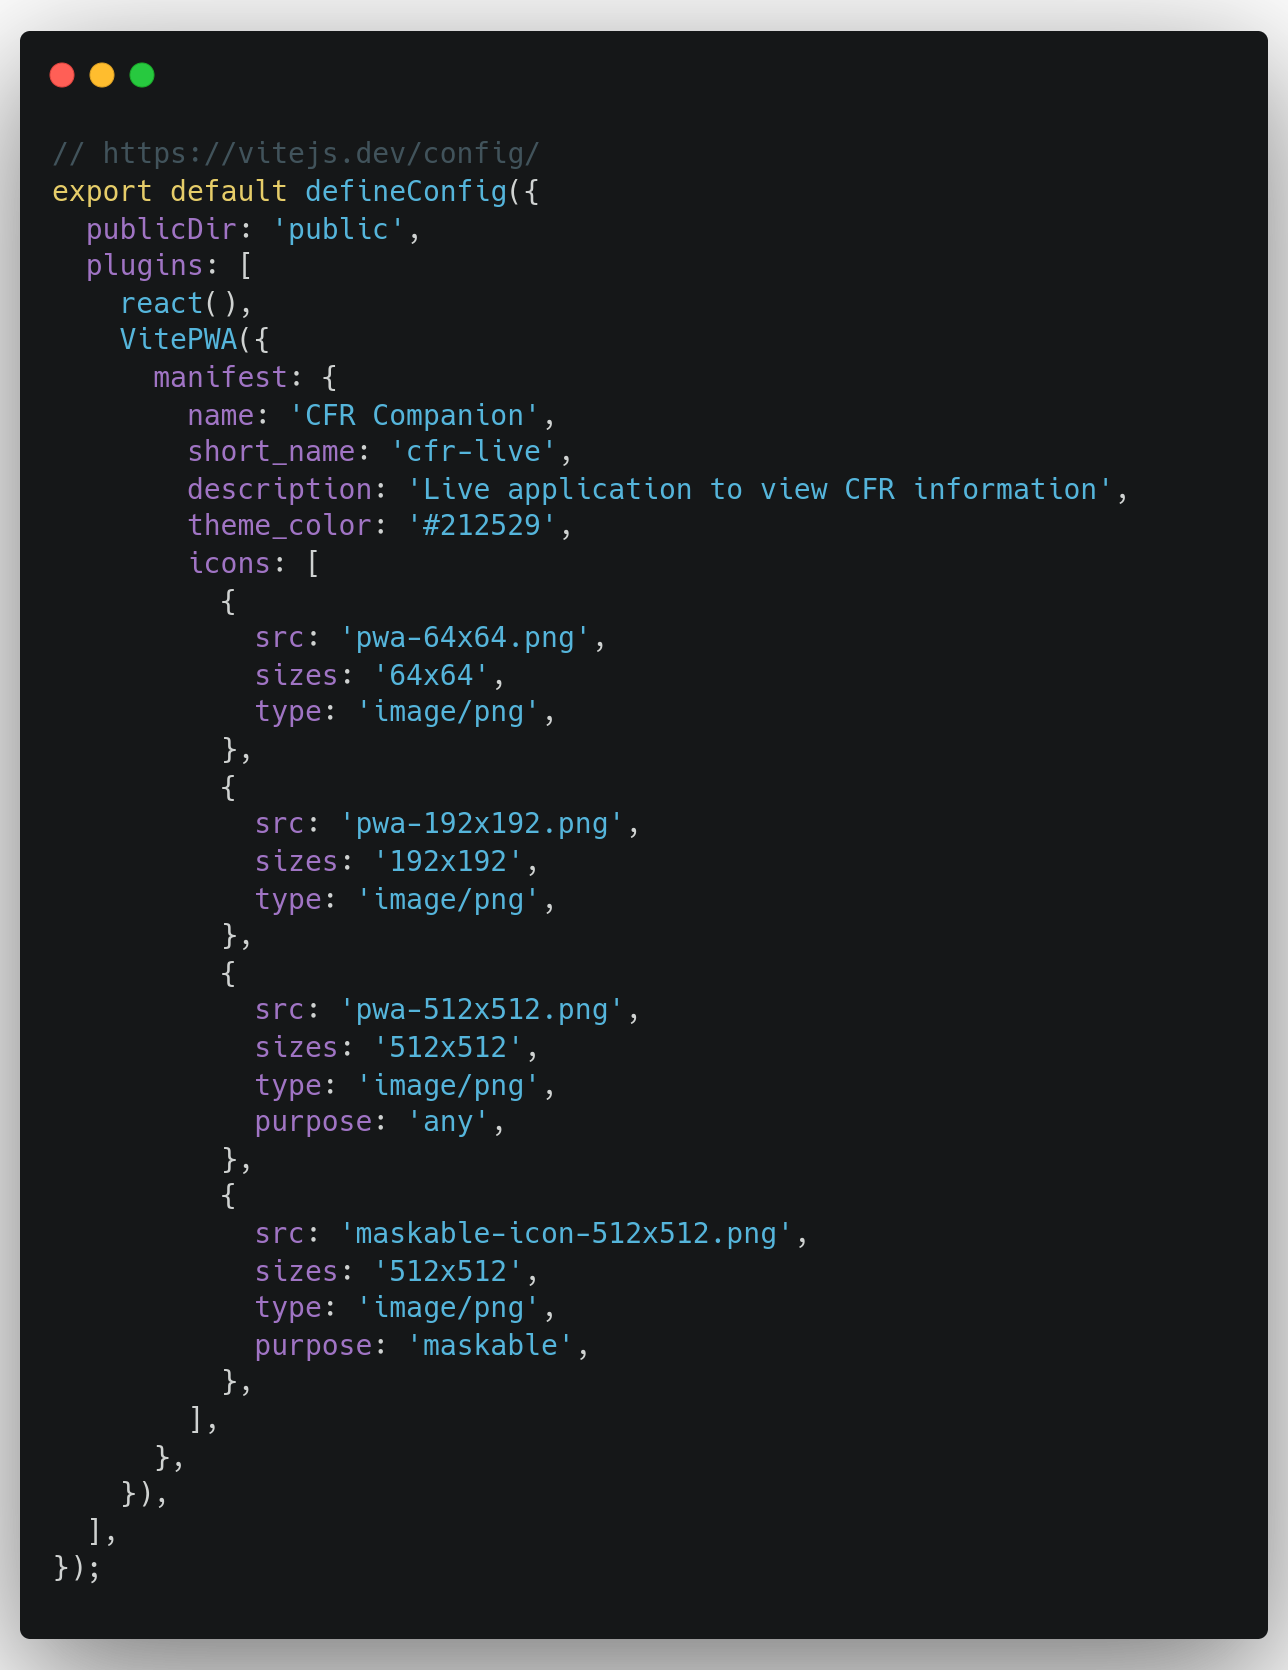 // https://vitejs.dev/config/
export default defineConfig({
  publicDir: 'public',
  plugins: [
    react(),
    VitePWA({
      manifest: {
        name: 'CFR Companion',
        short_name: 'cfr-live',
        description: 'Live application to view CFR information',
        theme_color: '#212529',
        icons: [
          {
            src: 'pwa-64x64.png',
            sizes: '64x64',
            type: 'image/png',
          },
          {
            src: 'pwa-192x192.png',
            sizes: '192x192',
            type: 'image/png',
          },
          {
            src: 'pwa-512x512.png',
            sizes: '512x512',
            type: 'image/png',
            purpose: 'any',
          },
          {
            src: 'maskable-icon-512x512.png',
            sizes: '512x512',
            type: 'image/png',
            purpose: 'maskable',
          },
        ],
      },
    }),
  ],
});